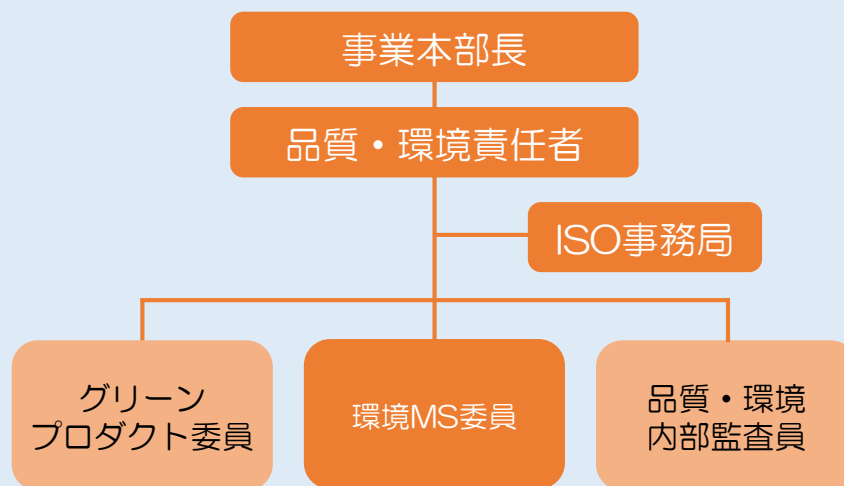 事業本部長
品質・環境責任者
ISO事務局
グリーン
プロダクト委員
環境MS委員
品質・環境
内部監査員